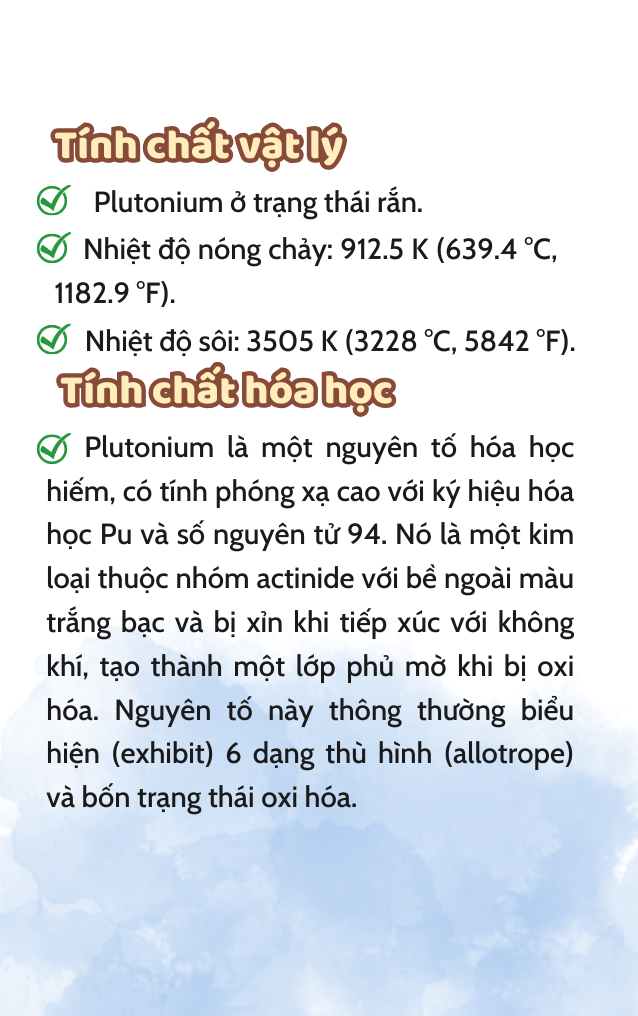 Tính chất vật lý
Plutonium ở trạng thái rắn.
Nhiệt độ nóng chảy: 912.5 K (639.4 °C,
1182.9 °F).
Nhiệt độ sôi: 3505 K (3228 °C, 5842 °F).
Tính chất hóa học
Plutonium là một nguyên tố hóa học
hiếm, có tính phóng xạ cao với ký hiệu hóa
học Pu và số nguyên tử 94. Nó là một kim
loại thuộc nhóm actinide với bề ngoài màu
trắng bạc và bị xỉn khi tiếp xúc với không
khí, tạo thành một lớp phủ mờ khi bị oxi
hóa. Nguyên tố này thông thường biểu
hiện (exhibit) 6 dạng thù hình (allotrope)
và bốn trạng thái oxi hóa.